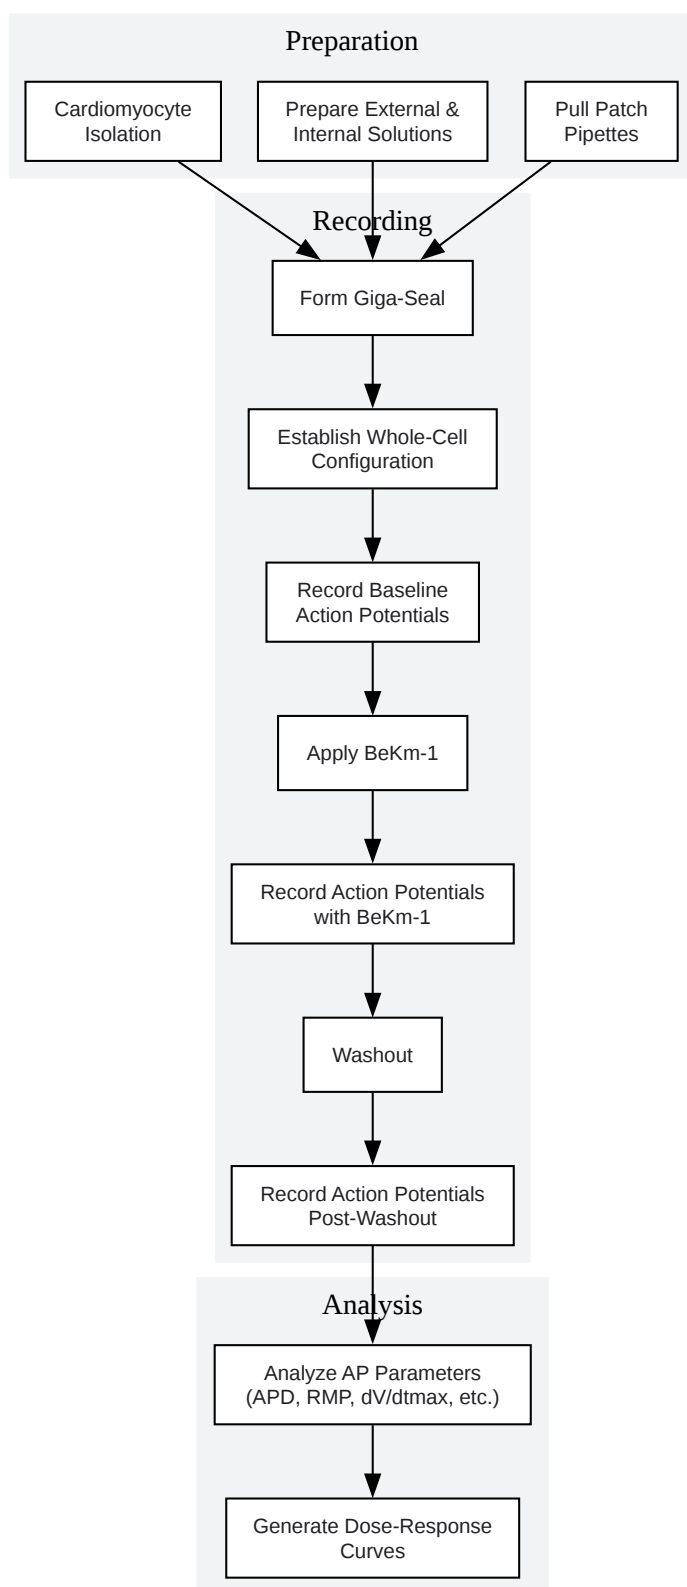 Preparation
Cardiomyocyte
Isolation
Prepare External &
Internal Solutions
Pull Patch
Pipettes
Recording
Form Giga-Seal
Establish Whole-Cell
Configuration
Record Baseline
Action Potentials
Apply BeKm-1
Record Action Potentials
with BeKm-1
Washout
Record Action Potentials
Post-Washout
Analysis
Analyze AP Parameters
(APD, RMP, dV/dtmax, etc.)
Generate Dose-Response
Curves